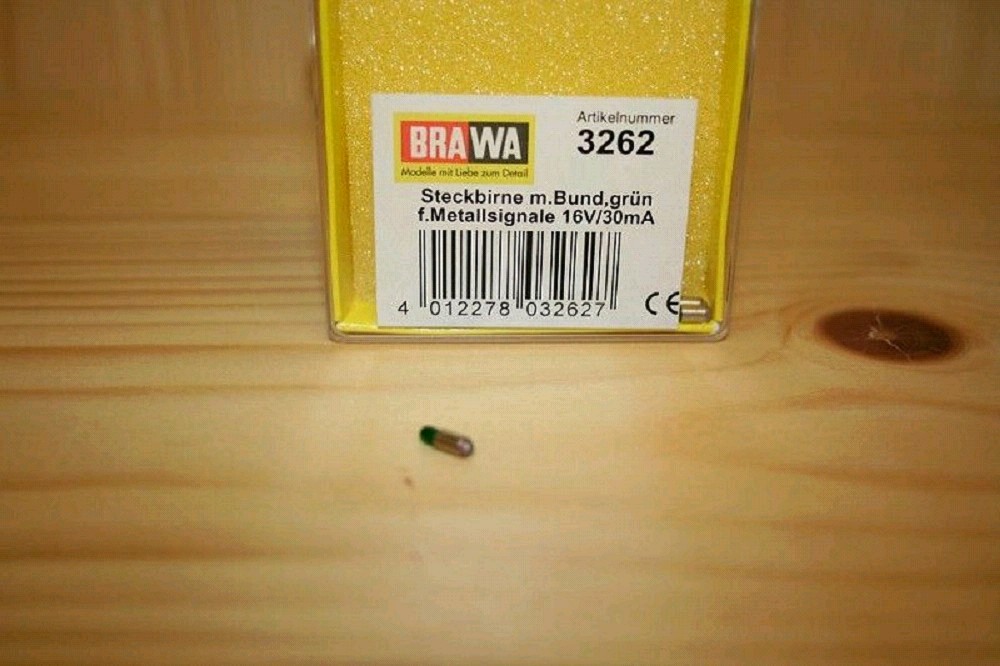 BRAWA
Modelle mit Liebe zum Detail
Artikelnummer
3262
Steckbirne m.Bund,grün
f.Metallsignale 16V/30mA
4 012278 032627
CE